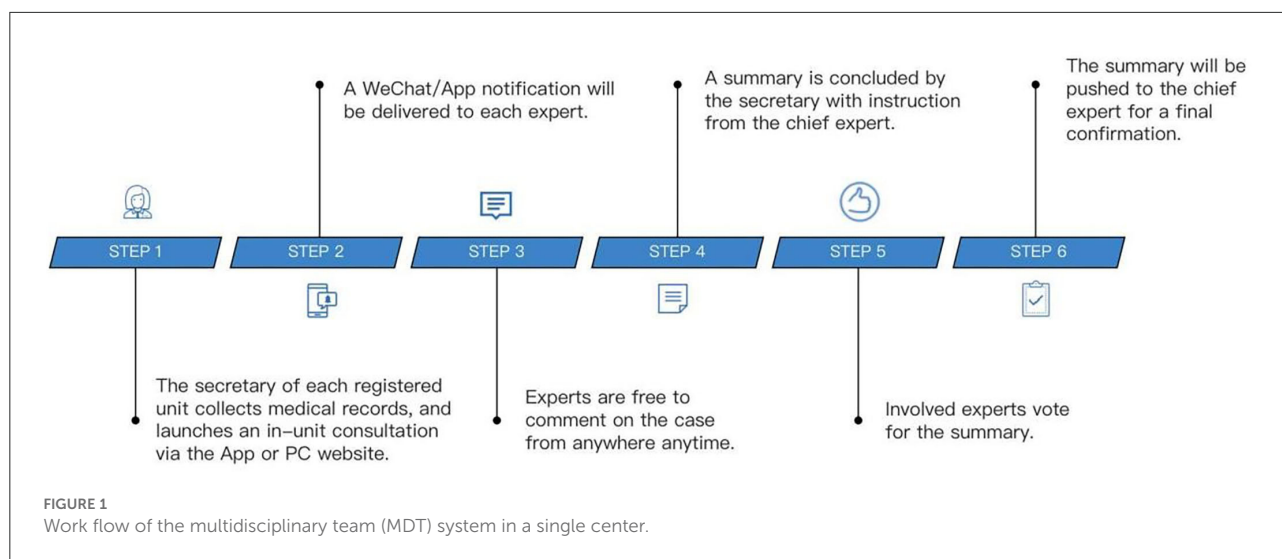 A WeChat/App notification will
be delivered to each expert.
A summary is concluded by
the secretary with instruction
from the chief expert.
The summary will be
pushed to the chief
expert for a final
confirmation.
STEP 1
STEP 2
STEP 3
STEP 4
STEP 5
STEP 6
The secretary of each registered
unit collects medical records, and
launches an in–unit consultation
via the App or PC website.
Experts are free to
comment on the case
from anywhere anytime.
Involved experts vote
for the summary.
FIGURE 1
Work flow of the multidisciplinary team (MDT) system in a single center.